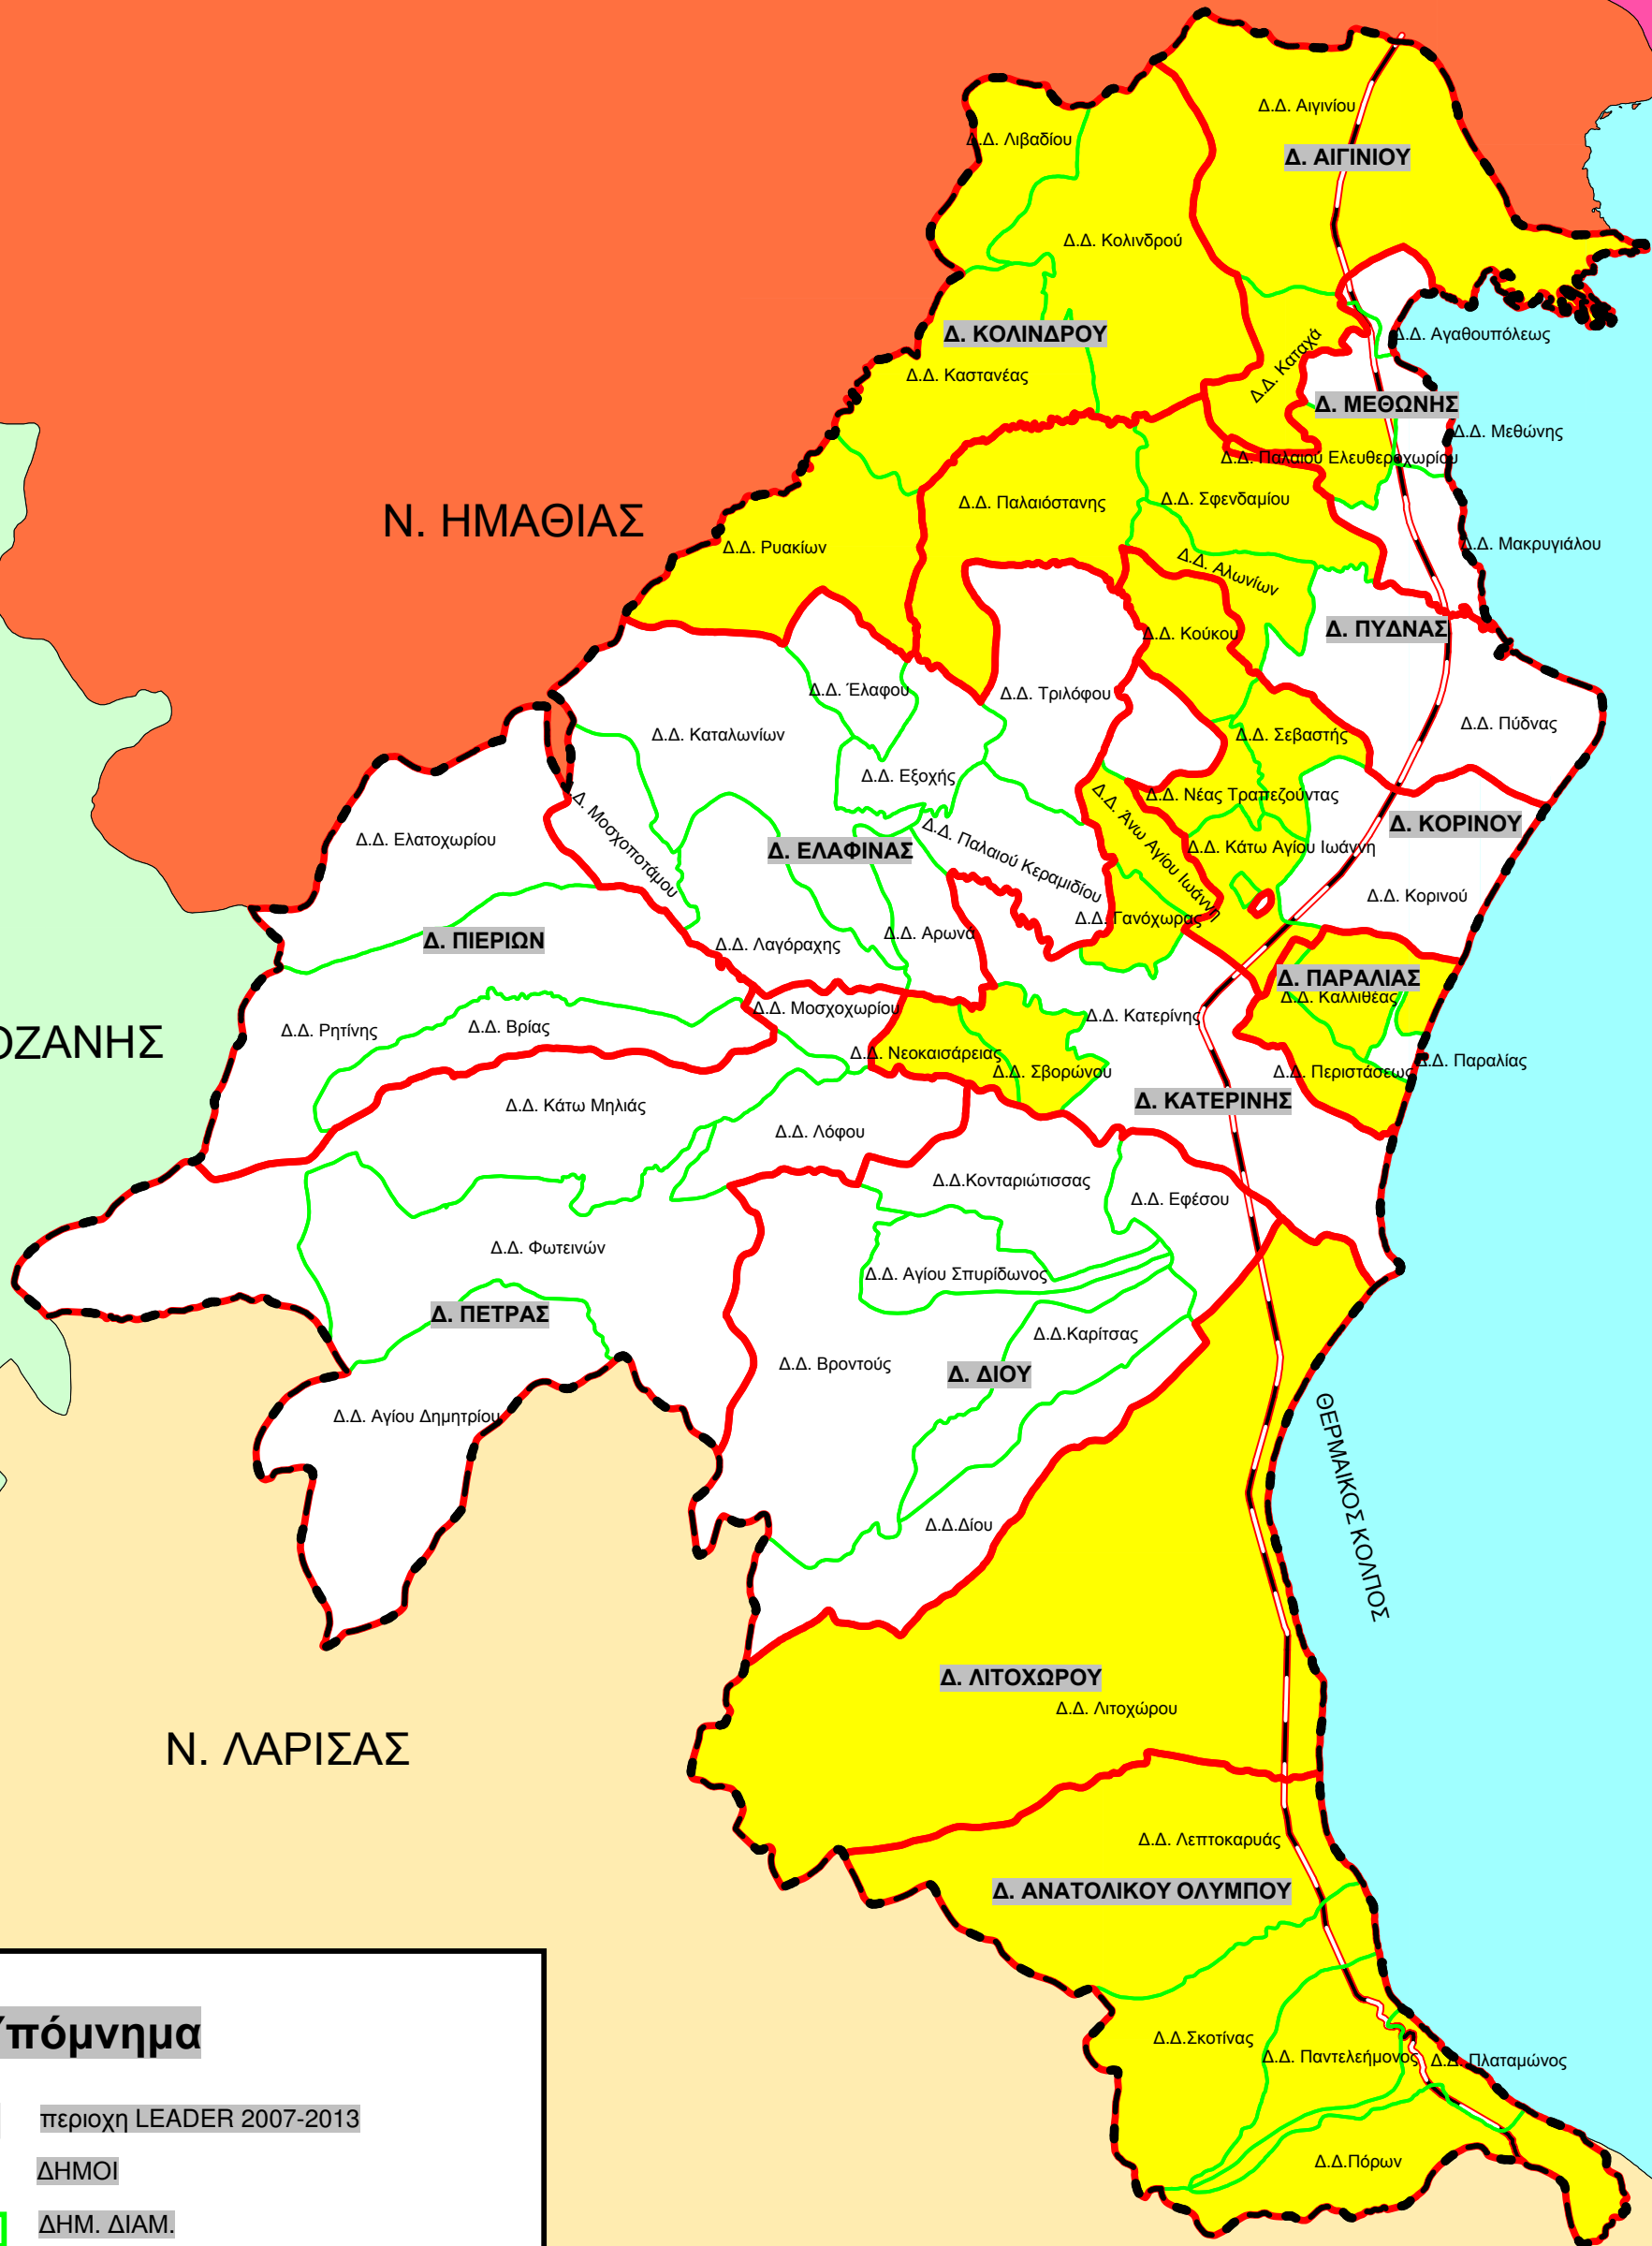 Δ.Δ. Αιγινίου
Δ.Δ. Λιβαδίου
Δ. ΑΙΓΙΝΙΟΥ
Δ.Δ. Κολινδρού
Δ. ΚΟΛΙΝΔΡΟΥ
Δ.Δ. Αγαθουπόλεως
Δ.Δ. Καταχά
Δ.Δ. Καστανέας
Δ. ΜΕΘΩΝΗΣ
Δ.Δ. Μεθώνης
Δ.Δ. Παλαιού Ελευθεροχωρίου
Δ.Δ. Παλαιόστανης
Δ.Δ. Σφενδαμίου
Ν. ΗΜΑΘΙΑΣ
Δ.Δ. Ρυακίων
Δ.Δ. Μακρυγιάλου
Δ.Δ. Αλωνίων
Δ.Δ. Κούκου
Δ. ΠΥΔΝΑΣ
Δ.Δ. Έλαφου
Δ.Δ. Τριλόφου
Δ.Δ. Πύδνας
Δ.Δ. Καταλωνίων
Δ.Δ. Σεβαστής
Δ.Δ. Εξοχής
Δ.Δ. Νέας Τραπεζούντας
Δ. Μοσχοποτάμου
Δ.Δ. Άνω Αγίου Ιωάννη
Δ. ΚΟΡΙΝΟΥ
Δ.Δ. Ελατοχωρίου
Δ. ΕΛΑΦΙΝΑΣ
Δ.Δ. Παλαιού Κεραμιδίου
Δ.Δ. Κάτω Αγίου Ιωάννη
Δ.Δ. Κορινού
Δ.Δ. Γανόχωρας
Δ. ΠΙΕΡΙΩΝ
Δ.Δ. Λαγόραχης
Δ.Δ. Αρωνά
Δ. ΠΑΡΑΛΙΑΣ
Δ.Δ. Καλλιθέας
Δ.Δ. Μοσχοχωρίου
Δ.Δ. Κατερίνης
Δ.Δ. Ρητίνης
Δ.Δ. Βρίας
ΟΖΑΝΗΣ
Δ.Δ. Νεοκαισάρειας
Δ.Δ. Σβορώνου
Δ.Δ. Περιστάσεως
Δ.Δ. Παραλίας
Δ. ΚΑΤΕΡΙΝΗΣ
Δ.Δ. Κάτω Μηλιάς
Δ.Δ. Λόφου
Δ.Δ.Κονταριώτισσας
Δ.Δ. Εφέσου
Δ.Δ. Φωτεινών
Δ.Δ. Αγίου Σπυρίδωνος
Δ. ΠΕΤΡΑΣ
Δ.Δ.Καρίτσας
Δ.Δ. Βροντούς
Δ. ΔΙΟΥ
Δ.Δ. Αγίου Δημητρίου
ΘΕΡΜΑΙΚΟΣ ΚΟΛΠΟΣ
Δ.Δ.Δίου
Δ. ΛΙΤΟΧΩΡΟΥ
Δ.Δ. Λιτοχώρου
Ν. ΛΑΡΙΣΑΣ
Δ.Δ. Λεπτοκαρυάς
Δ. ΑΝΑΤΟΛΙΚΟΥ ΟΛΥΜΠΟΥ
Δ.Δ.Σκοτίνας
Δ.Δ. Παντελεήμονος
Δ.Δ. Πλαταμώνος
Δ.Δ.Πόρων
Υπόμνημα
περιοχη LEADER 2007-2013
ΔΗΜΟΙ
ΔΗΜ. ΔΙΑΜ.